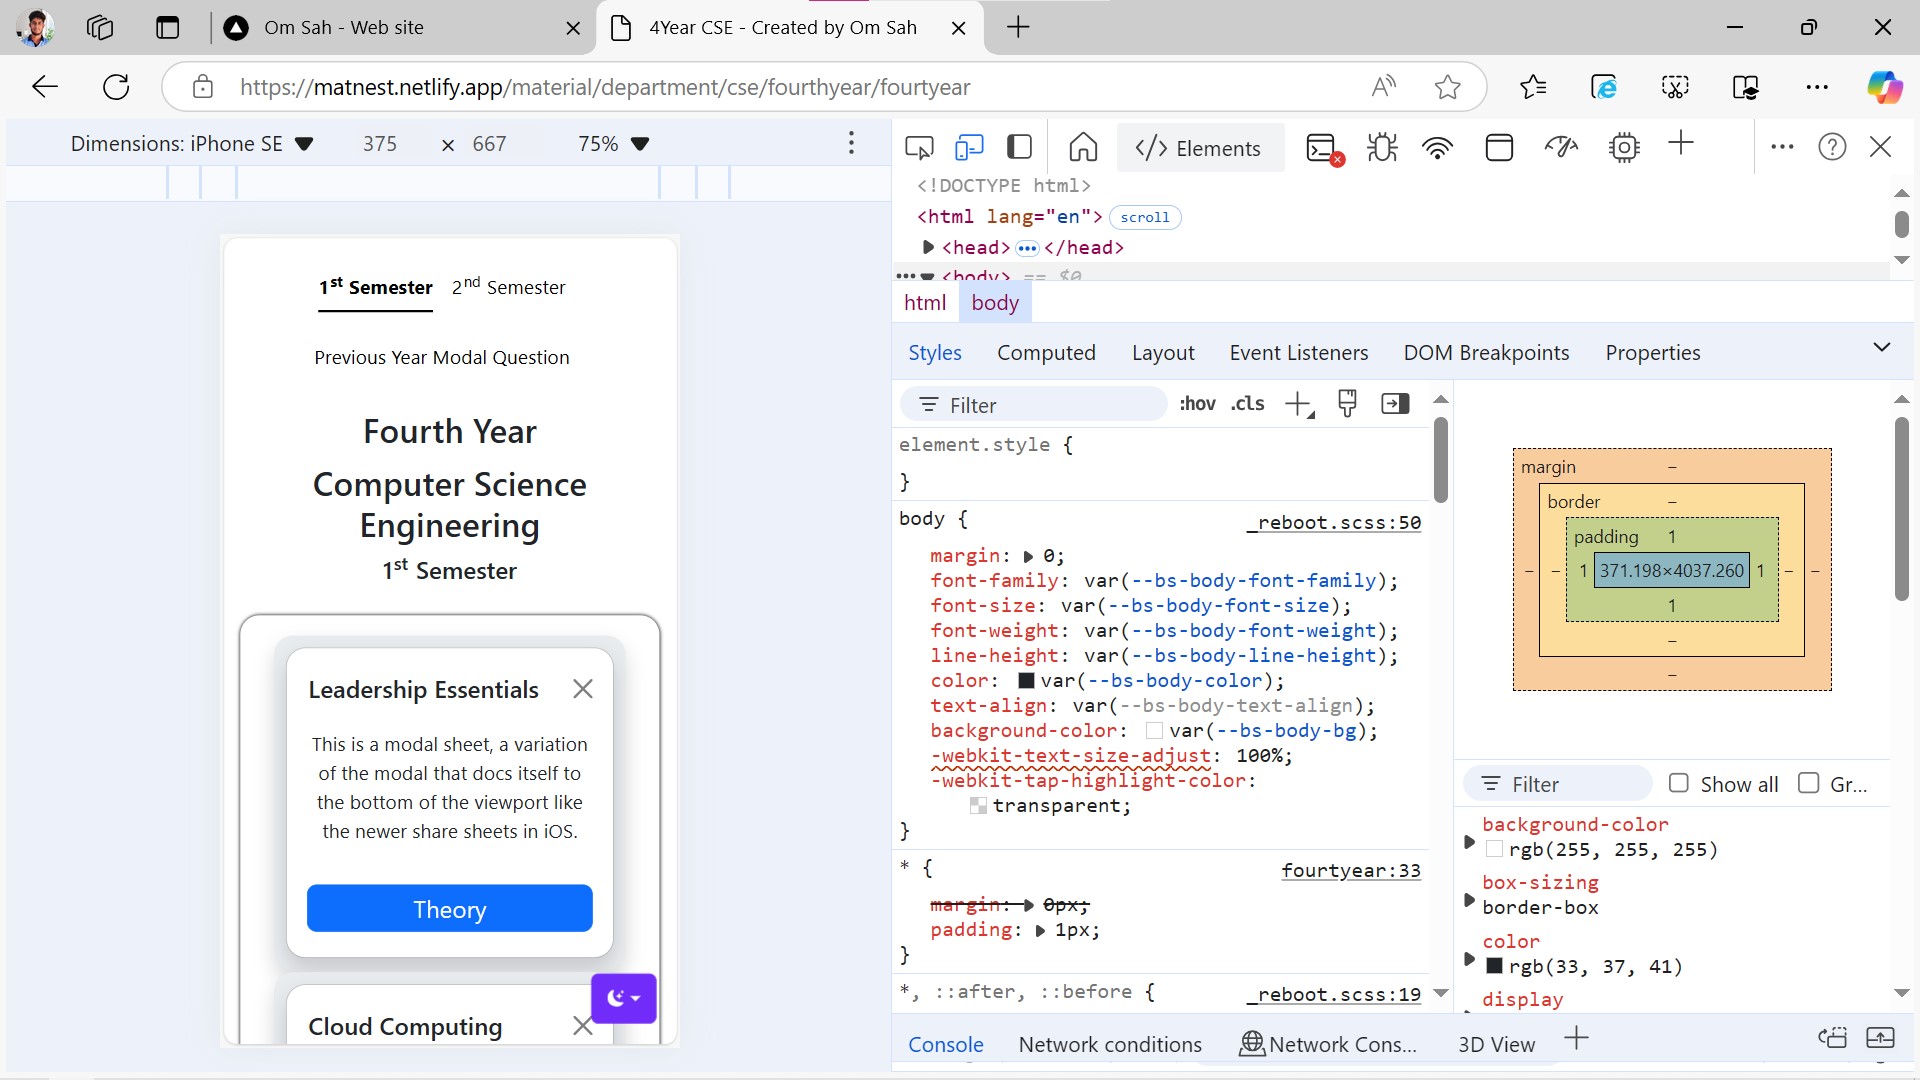 Om Sah - Web site
4Year CSE - Created by Om Sah
https://matnest.netlify.app/material/department/cse/fourthyear/fourtyear
Dimensions: iPhone SE
375 × 667
75%
1st Semester 2nd Semester
Previous Year Modal Question
Fourth Year
Computer Science
Engineering
1st Semester
Leadership Essentials
This is a modal sheet, a variation
of the modal that docs itself to
the bottom of the viewport like
the newer share sheets in iOS.
Theory
Cloud Computing
Elements
<!DOCTYPE html>
<html lang="en"> scroll
<head> ••• </head>
••• <body> == $0
html body
Styles Computed Layout Event Listeners DOM Breakpoints Properties
Filter :hov .cls
element.style {
}
body { _reboot.scss:50
margin: 0;
font-family: var(--bs-body-font-family);
font-size: var(--bs-body-font-size);
font-weight: var(--bs-body-font-weight);
line-height: var(--bs-body-line-height);
color: var(--bs-body-color);
text-align: var(--bs-body-text-align);
background-color: var(--bs-body-bg);
-webkit-text-size-adjust: 100%;
-webkit-tap-highlight-color:
transparent;
}
* { fourtyear:33
margin: 0px;
padding: 1px;
}
*, ::after, ::before { _reboot.scss:19
margin –
border –
padding 1
– – 1 371.198×4037.260 1 – –
1
–
–
Filter Show all Gr...
background-color
rgb(255, 255, 255)
box-sizing
border-box
color
rgb(33, 37, 41)
display
Console Network conditions Network Cons... 3D View